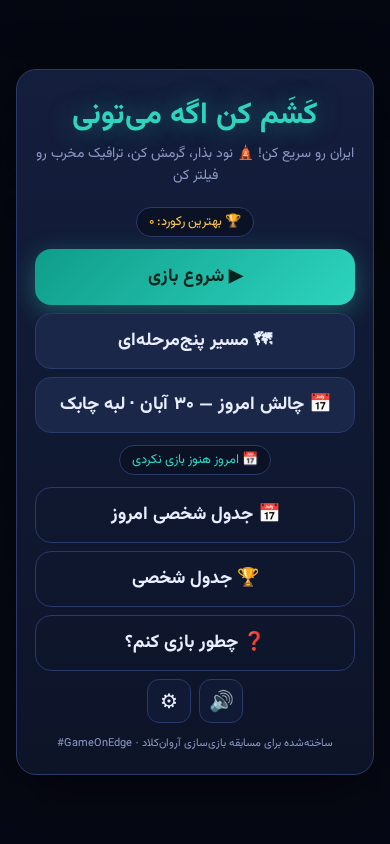 کَشَم کن اگه می‌تونی
ایران رو سریع کن! 🛕 نود بذار، گرمش کن، ترافیک مخرب رو
فیلتر کن
🏆 بهترین رکورد: ۰
▶ شروع بازی
🗺 مسیر پنج‌مرحله‌ای
📅 چالش امروز — ۳۰ آبان · لبه چابک
📅 امروز هنوز بازی نکردی
📅 جدول شخصی امروز
🏆 جدول شخصی
❓ چطور بازی کنم؟
ساخته‌شده برای مسابقه بازی‌سازی آروان‌کلاد · #GameOnEdge